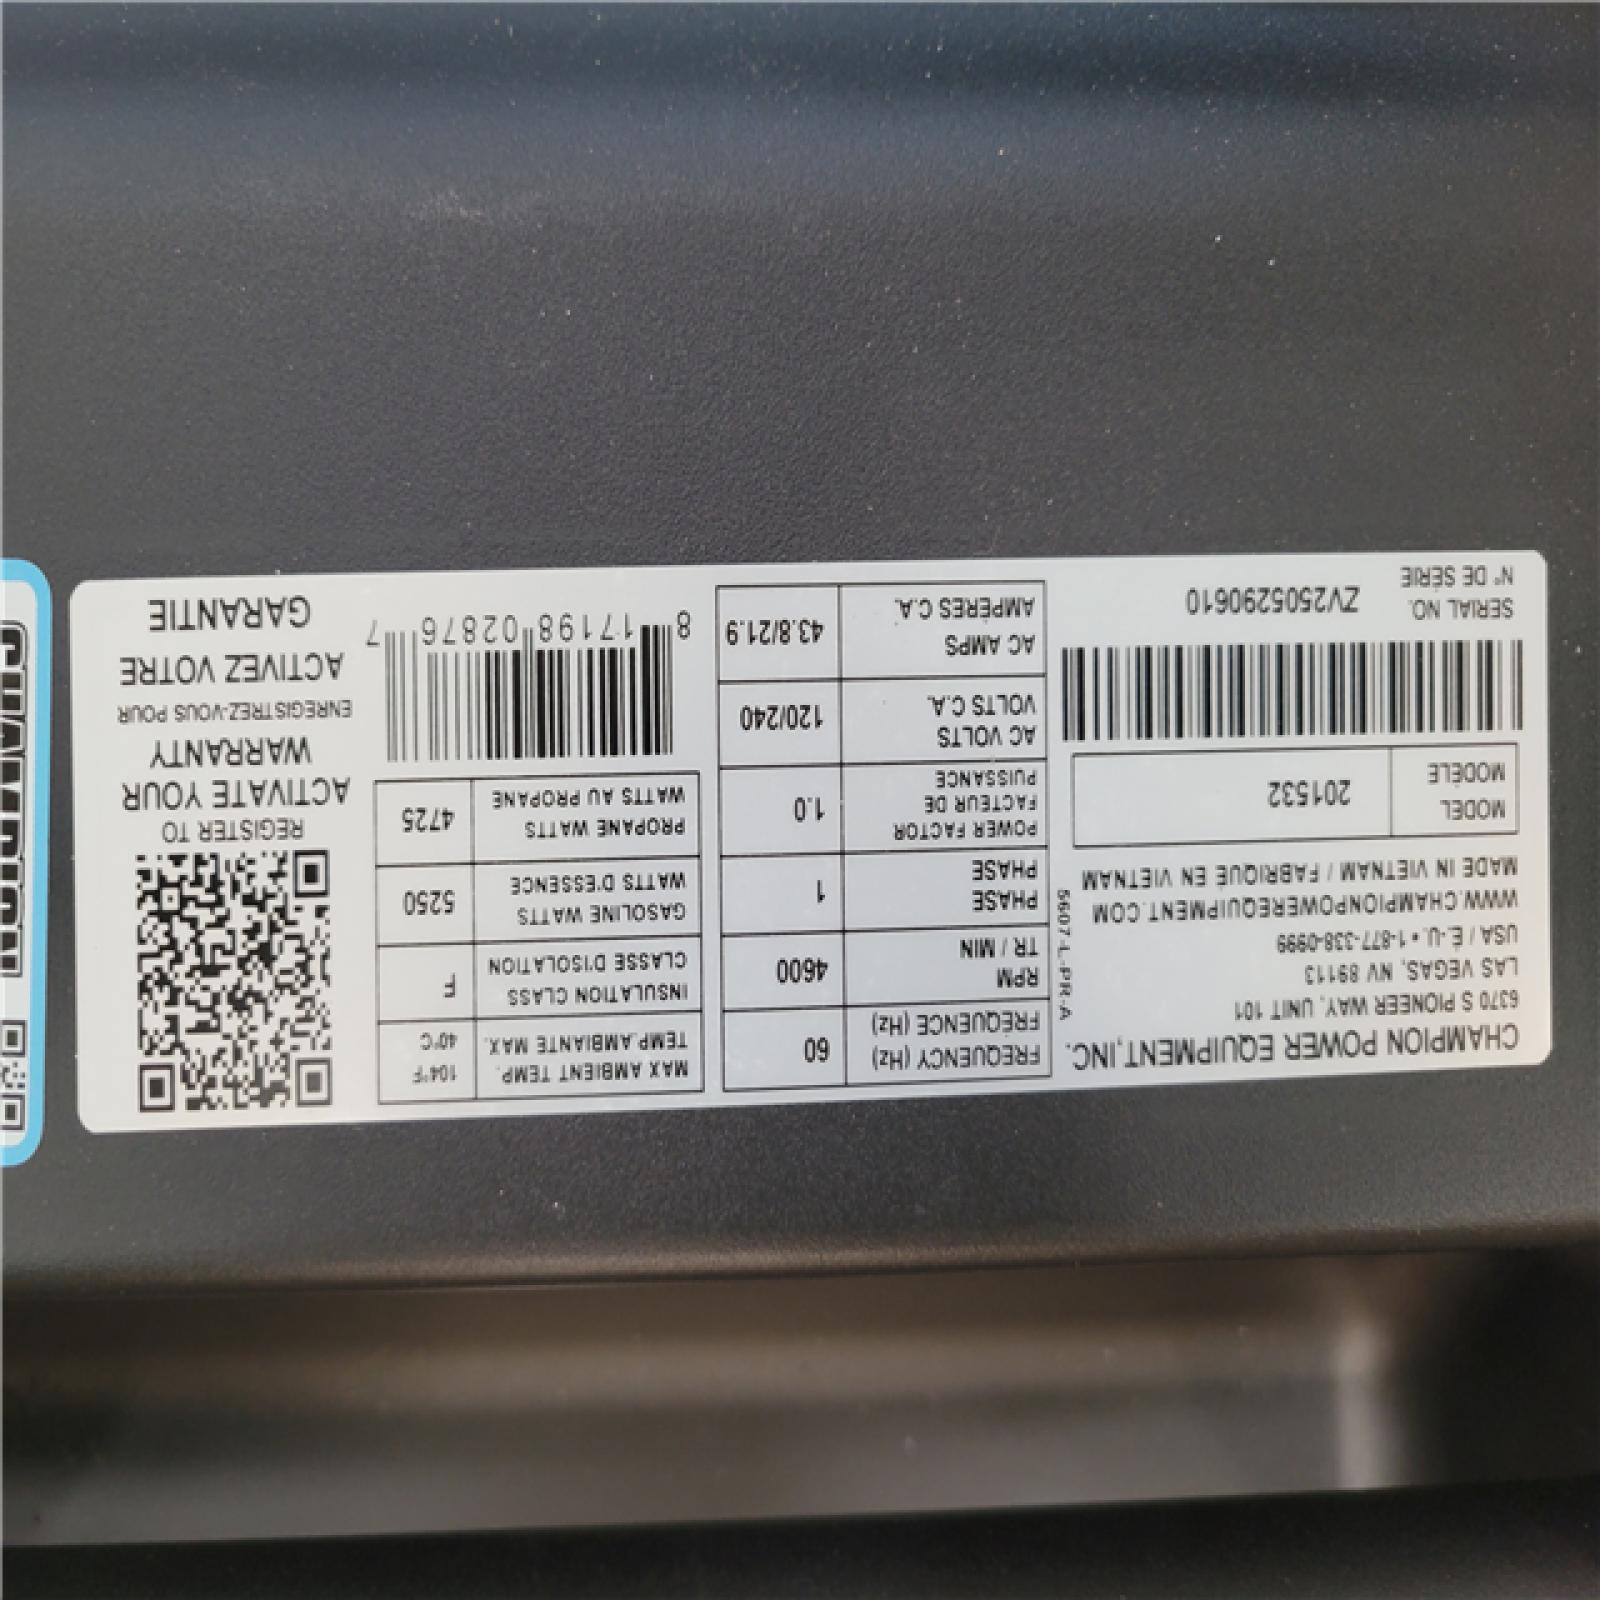 CHAMPION POWER EQUIPMENT, INC.
6370 S PIONEER WAY, UNIT 101
LAS VEGAS, NV 89113
USA / É.-U. • 1-877-338-0999
WWW.CHAMPIONPOWEREQUIPMENT.COM
MADE IN VIETNAM / FABRIQUÉ EN VIETNAM
MODEL
MODÈLE
201532
SERIAL NO.
N° DE SÉRIE
ZV2505290610
5607-L-PR-A
FREQUENCY (Hz)
FRÉQUENCE (Hz)
60
RPM
TR / MIN
4600
PHASE
PHASE
1
POWER FACTOR
FACTEUR DE
PUISSANCE
1.0
AC VOLTS
VOLTS C.A.
120/240
AC AMPS
AMPÈRES C.A.
43.8/21.9
MAX AMBIENT TEMP.
TEMP.AMBIANTE MAX.
104°F
40°C
INSULATION CLASS
CLASSE D'ISOLATION
F
GASOLINE WATTS
WATTS D'ESSENCE
5250
PROPANE WATTS
WATTS AU PROPANE
4725
8 17198 02876 7
REGISTER TO
ACTIVATE YOUR
WARRANTY
ENREGISTREZ-VOUS POUR
ACTIVEZ VOTRE
GARANTIE